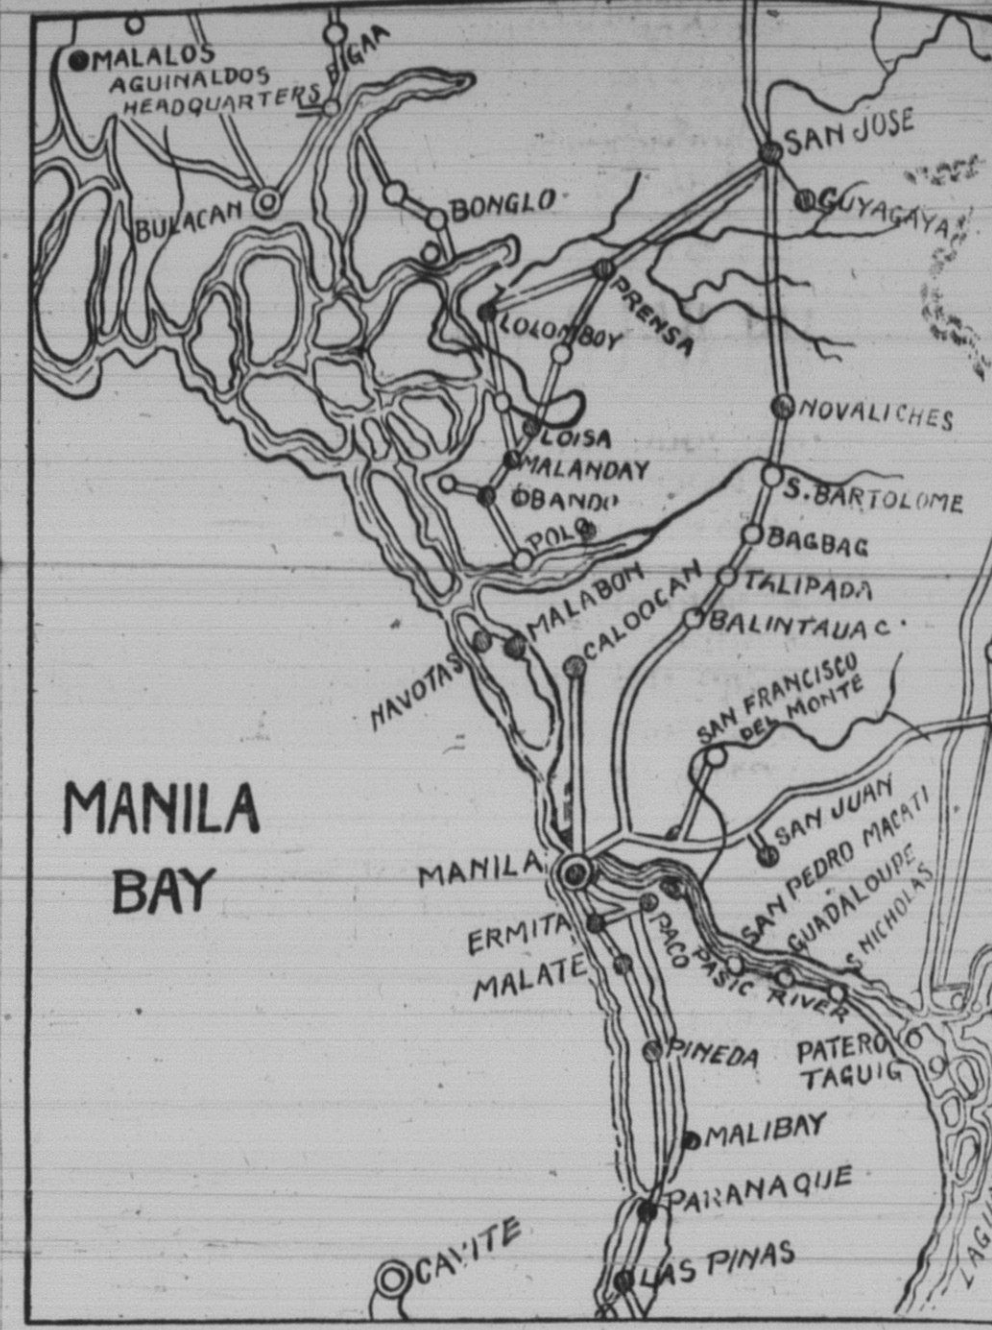 MALALOS
AGUINALDOS
HEADQUARTERS
BIGAA
SAN JOSE
GUYAGAYA
BULACAN
BONGLO
PRENSA
LOLOMBOY
NOVALICHES
LOISA
MALANDAY
OBANDO
POLO
S. BARTOLOME
BAGBAG
TALIPADA
BALINTAUAC.
MALABON
CALOOCAN
NAVOTAS
SAN FRANCISCO
DEL MONTE
MANILA
BAY
SAN JUAN
SAN PEDRO MACATI
GUADALOUPE
S NICHOLAS
MANILA
ERMITA
PACO
MALATE
PASIC RIVER
PINEDA
PATERO
TAGUIG
MALIBAY
PARANAQUE
CAVITE
LAS PINAS
LAGU